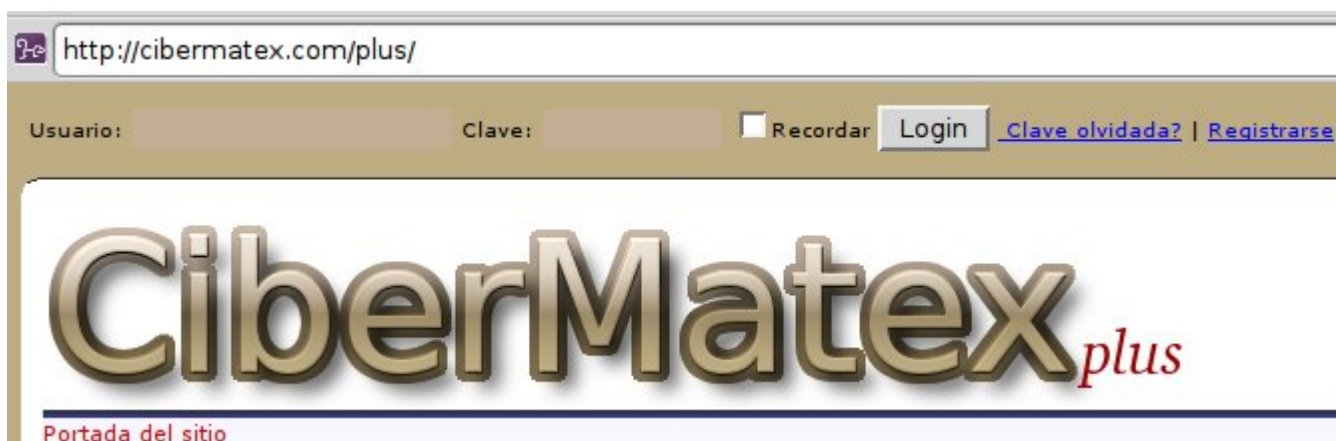 http://cibermatex.com/plus/
Usuario: Clave: Recordar Login Clave olvidada? | Registrarse
CiberMatex plus
Portada del sitio